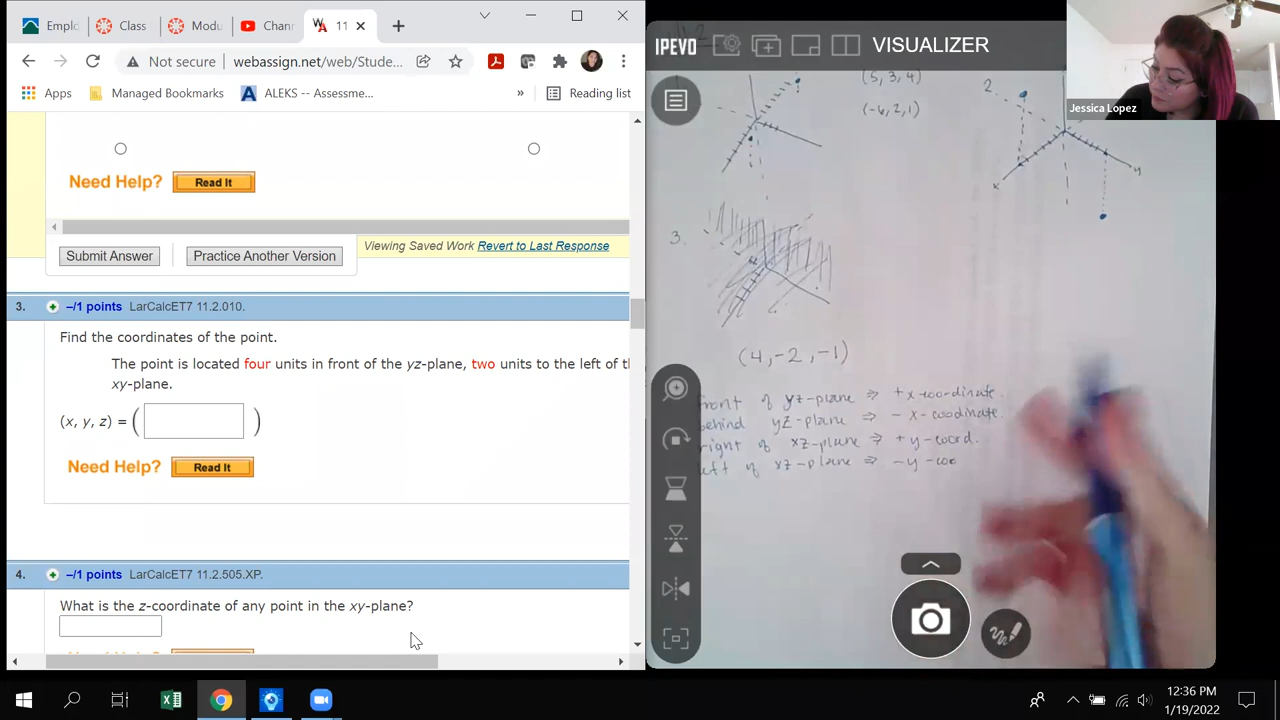 Emplo
Class
Modu
Chan
11
Not secure
webassign.net/web/Stude...
Apps
Managed Bookmarks
ALEKS -- Assessme...
»
Reading list
Need Help? Read It
Submit Answer
Practice Another Version
Viewing Saved Work Revert to Last Response
3. –/1 points LarCalcET7 11.2.010.
Find the coordinates of the point.
The point is located four units in front of the yz-plane, two units to the left of th
xy-plane.
(x, y, z) = ( )
Need Help? Read It
4. –/1 points LarCalcET7 11.2.505.XP.
What is the z-coordinate of any point in the xy-plane?
IPEVO
VISUALIZER
Jessica Lopez
(5, 3, 4)
(-6, 2, 1)
2.
x
y
3.
(4, -2, -1)
front of yz-plane ⇒ +x-coordinate.
behind yz-plane ⇒ - x-coodinate.
right of xz-plane ⇒ +y-coord.
left of xz-plane ⇒ -y-coo
12:36 PM
1/19/2022